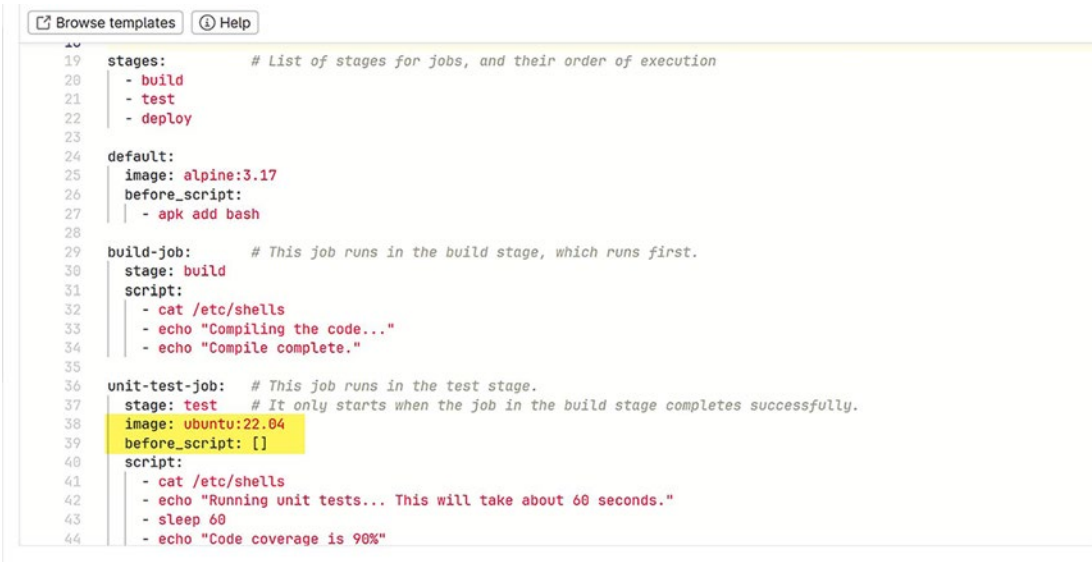 Browse templates Help
18
19 stages: # List of stages for jobs, and their order of execution
20 - build
21 - test
22 - deploy
23
24 default:
25 image: alpine:3.17
26 before_script:
27 - apk add bash
28
29 build-job: # This job runs in the build stage, which runs first.
30 stage: build
31 script:
32 - cat /etc/shells
33 - echo "Compiling the code..."
34 - echo "Compile complete."
35
36 unit-test-job: # This job runs in the test stage.
37 stage: test # It only starts when the job in the build stage completes successfully.
38 image: ubuntu:22.04
39 before_script: []
40 script:
41 - cat /etc/shells
42 - echo "Running unit tests... This will take about 60 seconds."
43 - sleep 60
44 - echo "Code coverage is 90%"